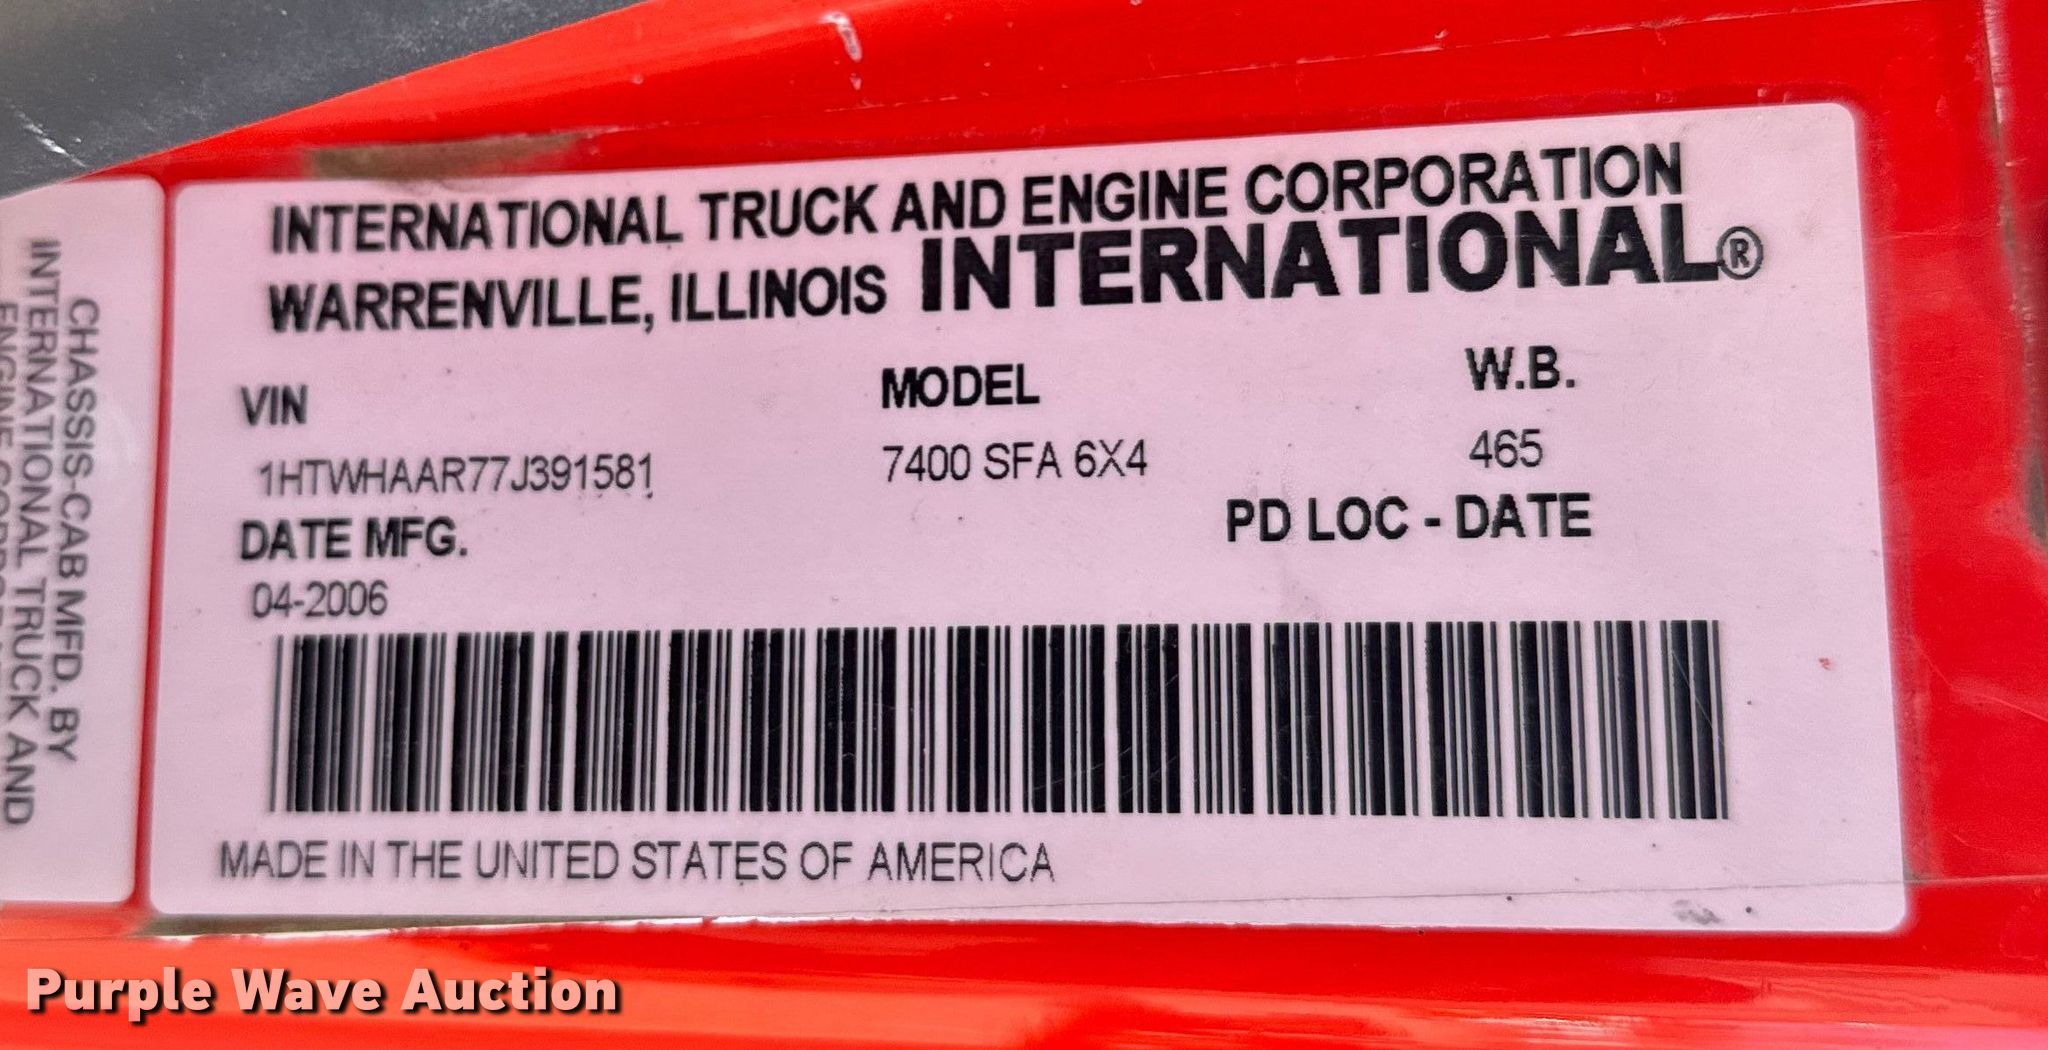 INTERNATIONAL TRUCK AND ENGINE CORPORATION
WARRENVILLE, ILLINOIS INTERNATIONAL®
VIN MODEL W.B.
1HTWHAAR77J391581 7400 SFA 6X4 465
DATE MFG. PD LOC - DATE
04-2006
MADE IN THE UNITED STATES OF AMERICA
CHASSIS-CAB MFD. BY
INTERNATIONAL TRUCK AND
Purple Wave Auction